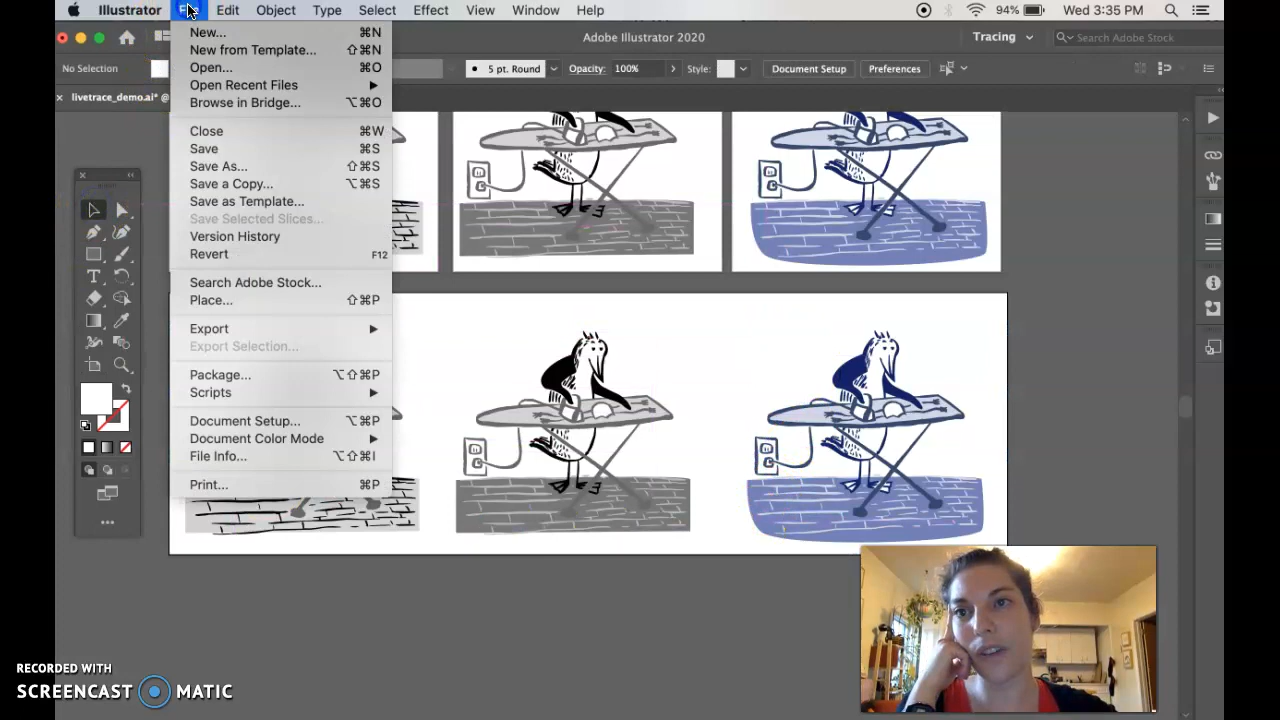 Illustrator File Edit Object Type Select Effect View Window Help 94% Wed 3:35 PM
Adobe Illustrator 2020 Tracing Search Adobe Stock
No Selection 5 pt. Round Opacity: 100% Style: Document Setup Preferences
livetrace_demo.ai* @
New... ⌘N
New from Template... ⇧⌘N
Open... ⌘O
Open Recent Files
Browse in Bridge... ⌥⌘O
Close ⌘W
Save ⌘S
Save As... ⇧⌘S
Save a Copy... ⌥⌘S
Save as Template...
Save Selected Slices...
Version History
Revert F12
Search Adobe Stock...
Place... ⇧⌘P
Export
Export Selection...
Package... ⌥⇧⌘P
Scripts
Document Setup... ⌥⌘P
Document Color Mode
File Info... ⌥⇧⌘I
Print... ⌘P
RECORDED WITH
SCREENCAST MATIC